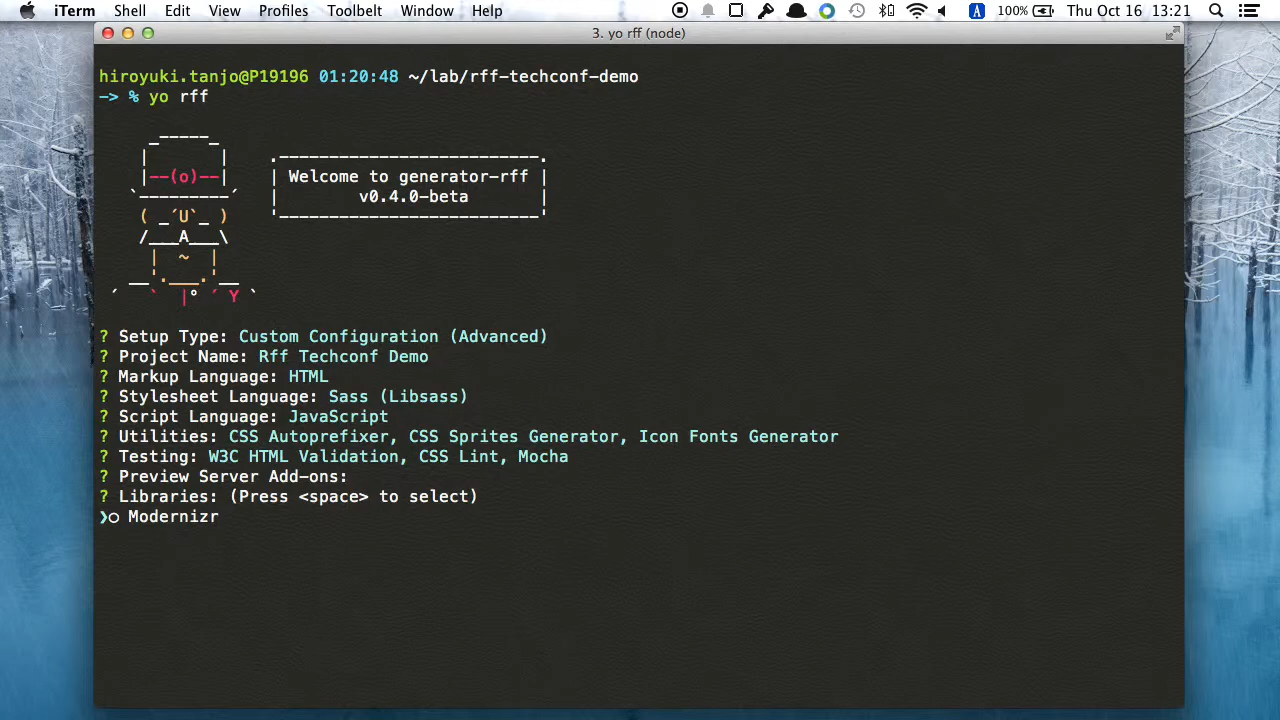 iTerm Shell Edit View Profiles Toolbelt Window Help 100% Thu Oct 16 13:21
3. yo rff (node)
hiroyuki.tanjo@P19196 01:20:48 ~/lab/rff-techconf-demo
-> % yo rff
     _-----_
    |       |    .--------------------------.
    |--(o)--|    | Welcome to generator-rff |
   `---------´   |        v0.4.0-beta       |
    ( _´U`_ )    '--------------------------'
    /___A___\
     |  ~  |
   __'.___.'__
 ´   `  |° ´ Y `
? Setup Type: Custom Configuration (Advanced)
? Project Name: Rff Techconf Demo
? Markup Language: HTML
? Stylesheet Language: Sass (Libsass)
? Script Language: JavaScript
? Utilities: CSS Autoprefixer, CSS Sprites Generator, Icon Fonts Generator
? Testing: W3C HTML Validation, CSS Lint, Mocha
? Preview Server Add-ons:
? Libraries: (Press <space> to select)
❯○ Modernizr